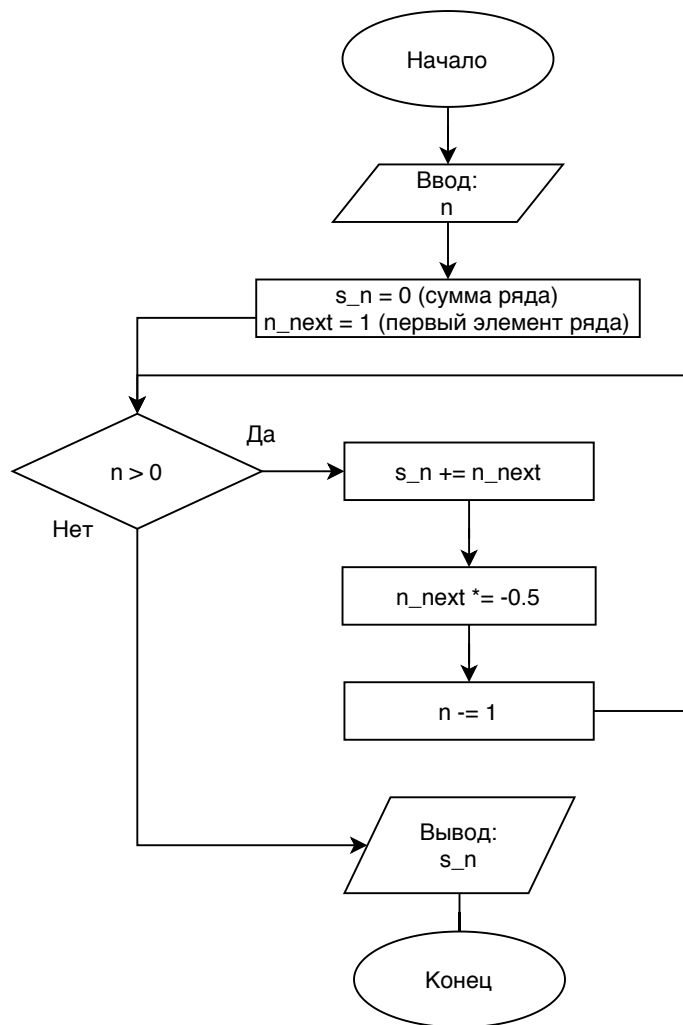 Начало
Ввод:
n
s_n = 0 (сумма ряда)
n_next = 1 (первый элемент ряда)
Да
n > 0
s_n += n_next
Нет
n_next *= -0.5
n -= 1
Вывод:
s_n
Конец